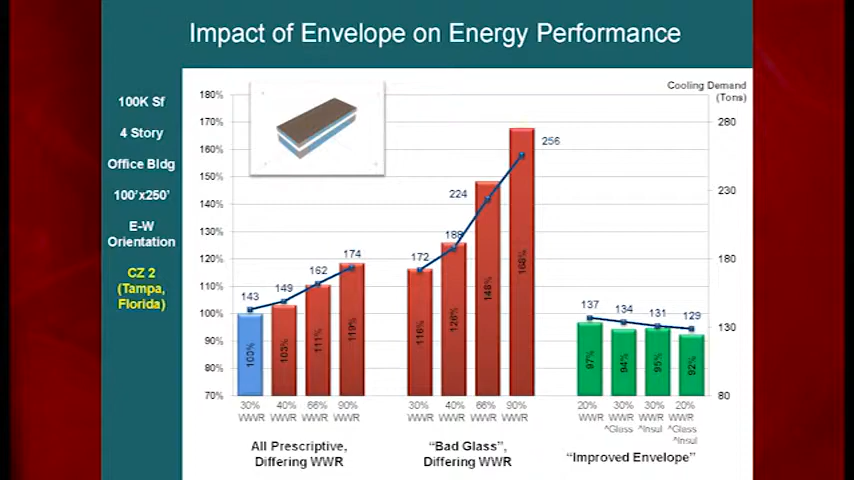 Impact of Envelope on Energy Performance
100K Sf
4 Story
Office Bldg
100'x250'
E-W
Orientation
CZ 2
(Tampa,
Florida)
Cooling Demand
(Tons)
180%
170%
160%
150%
140%
130%
120%
110%
100%
90%
80%
70%
280
230
180
130
80
143
149
162
174
172
188
224
256
137
134
131
129
100%
103%
111%
119%
116%
126%
148%
168%
97%
94%
95%
92%
30%
WWR
40%
WWR
66%
WWR
90%
WWR
30%
WWR
40%
WWR
66%
WWR
90%
WWR
20%
WWR
30%
WWR
^Glass
30%
WWR
^Insul
20%
WWR
^Glass
^Insul
All Prescriptive,
Differing WWR
"Bad Glass",
Differing WWR
"Improved Envelope"